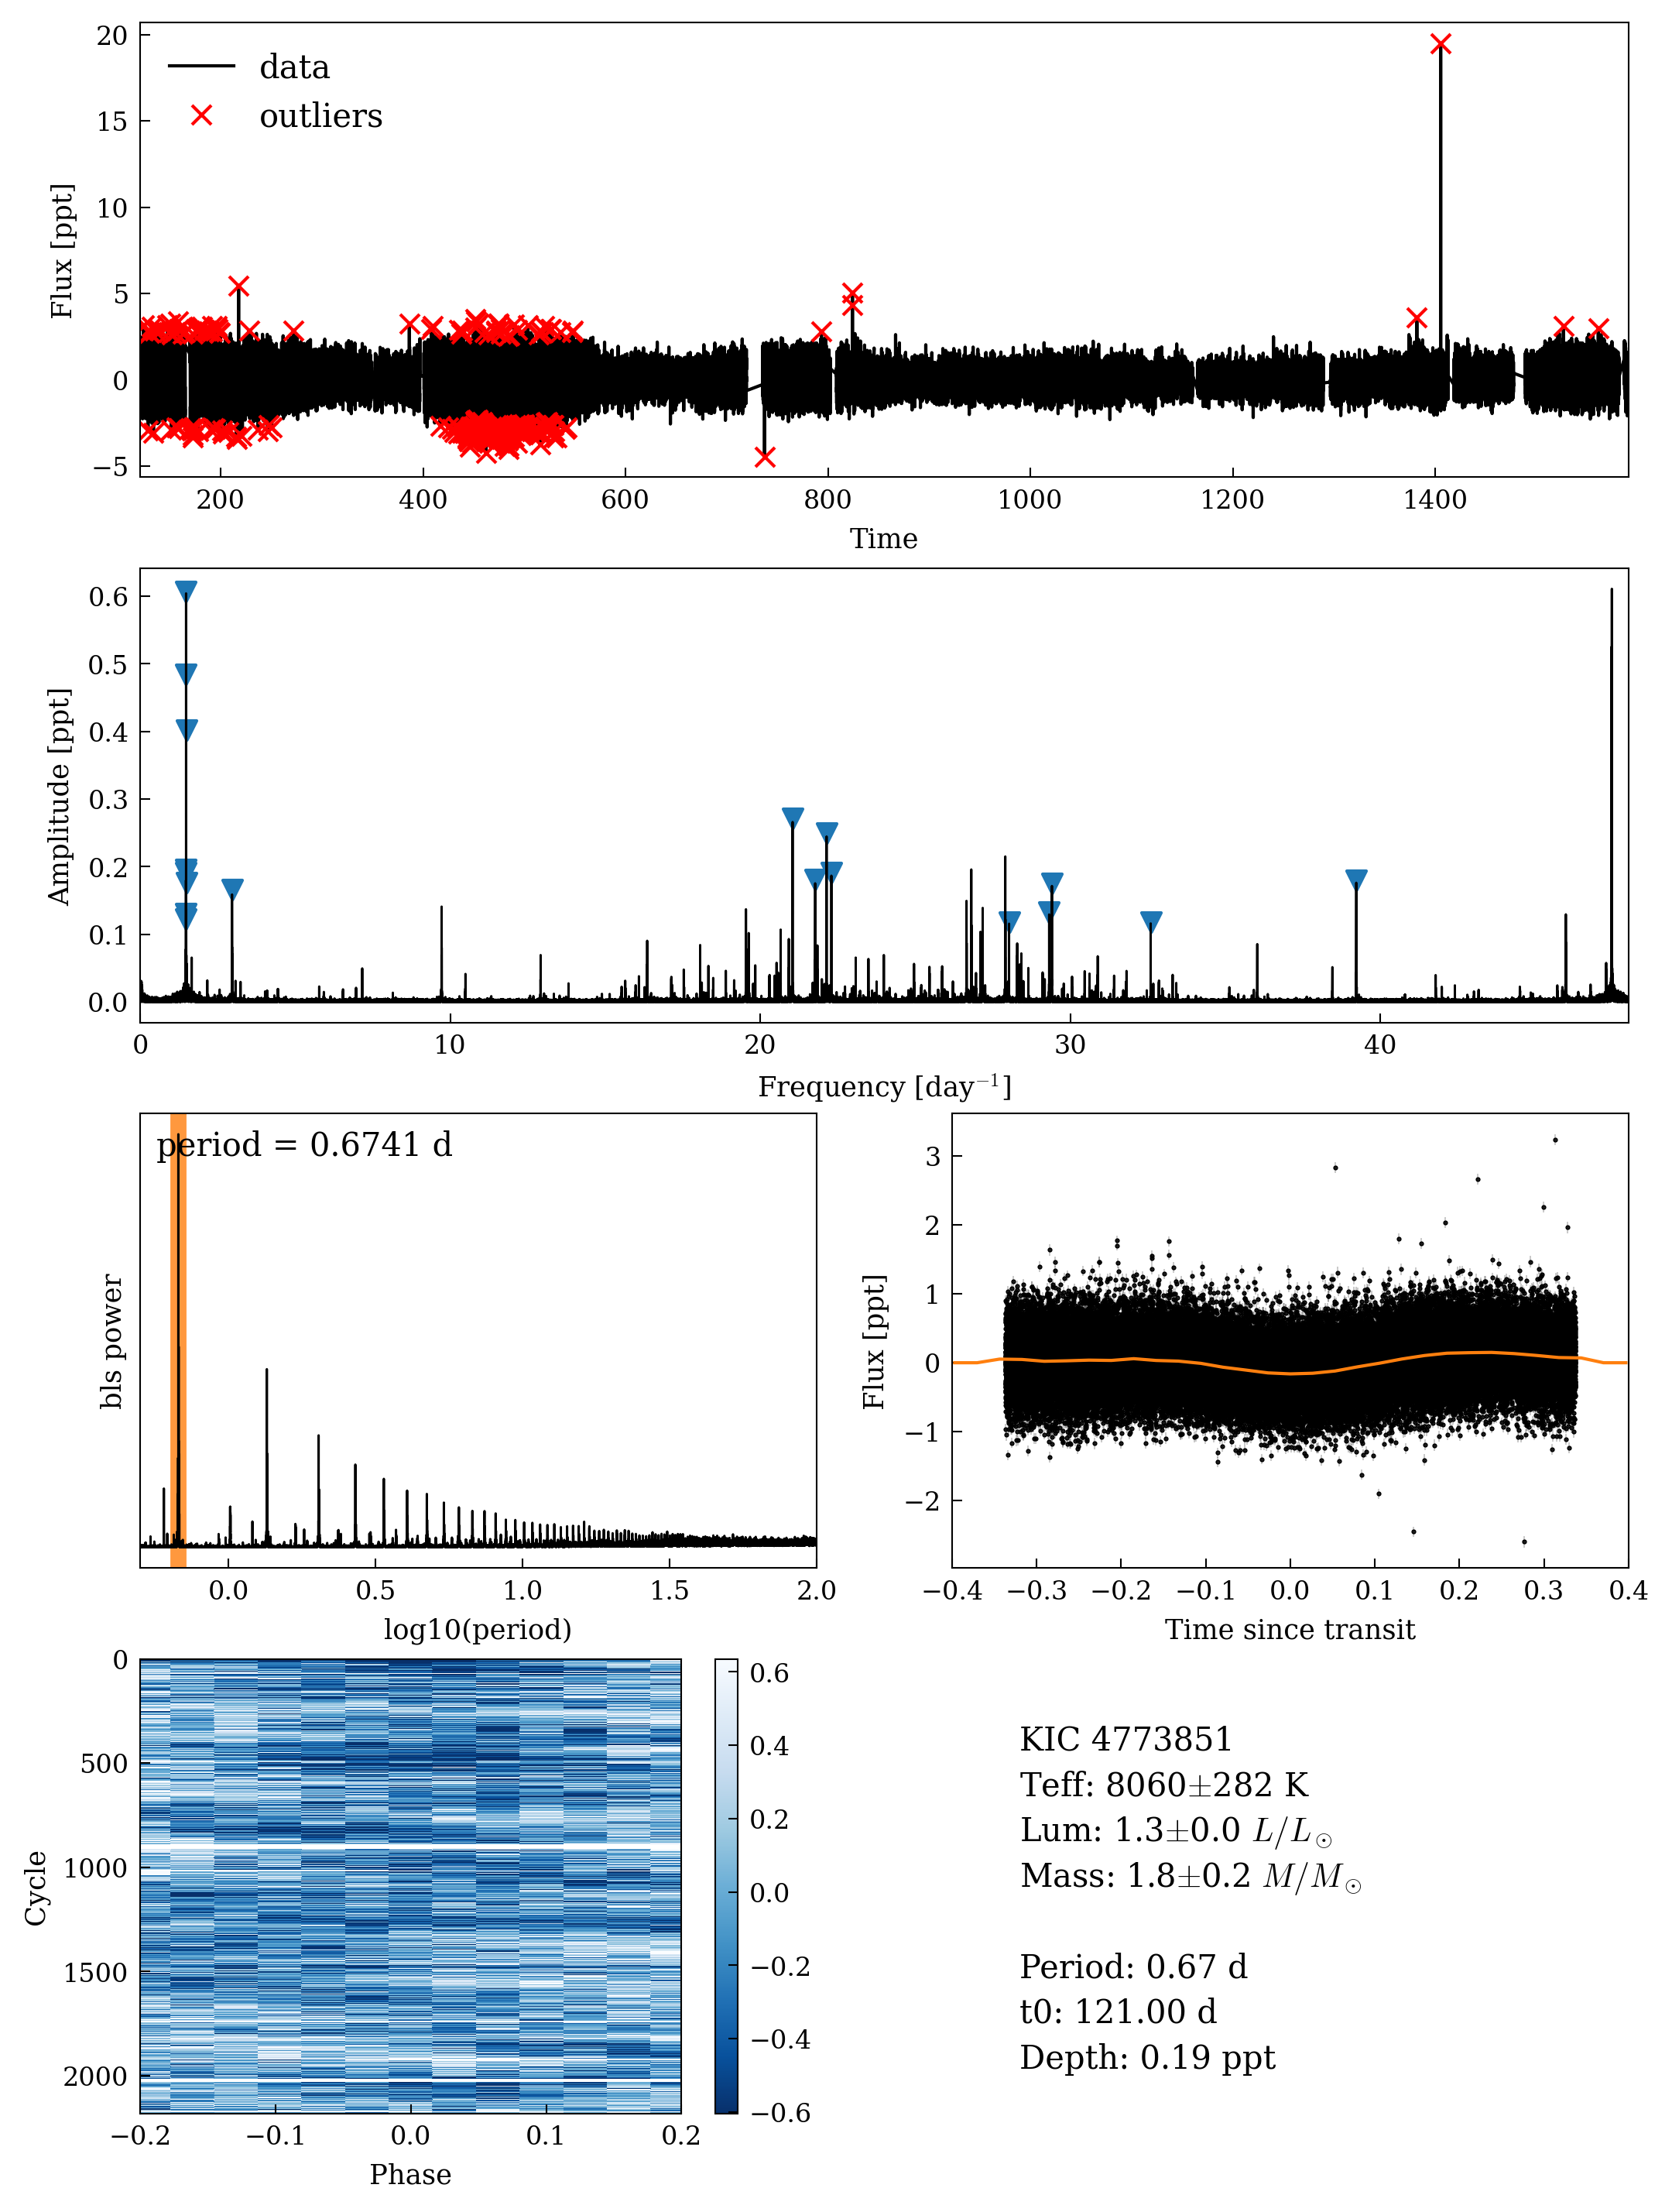 20
15
10
5
0
−5
Flux [ppt]
data
outliers
200 400 600 800 1000 1200 1400
Time
0.6
0.5
0.4
0.3
0.2
0.1
0.0
Amplitude [ppt]
0 10 20 30 40
Frequency [day⁻¹]
period = 0.6741 d
bls power
0.0 0.5 1.0 1.5 2.0
log10(period)
3
2
1
0
−1
−2
Flux [ppt]
−0.4 −0.3 −0.2 −0.1 0.0 0.1 0.2 0.3 0.4
Time since transit
0
500
1000
1500
2000
Cycle
−0.2 −0.1 0.0 0.1 0.2
Phase
0.6
0.4
0.2
0.0
−0.2
−0.4
−0.6
KIC 4773851
Teff: 8060±282 K
Lum: 1.3±0.0 L/L⊙
Mass: 1.8±0.2 M/M⊙
Period: 0.67 d
t0: 121.00 d
Depth: 0.19 ppt